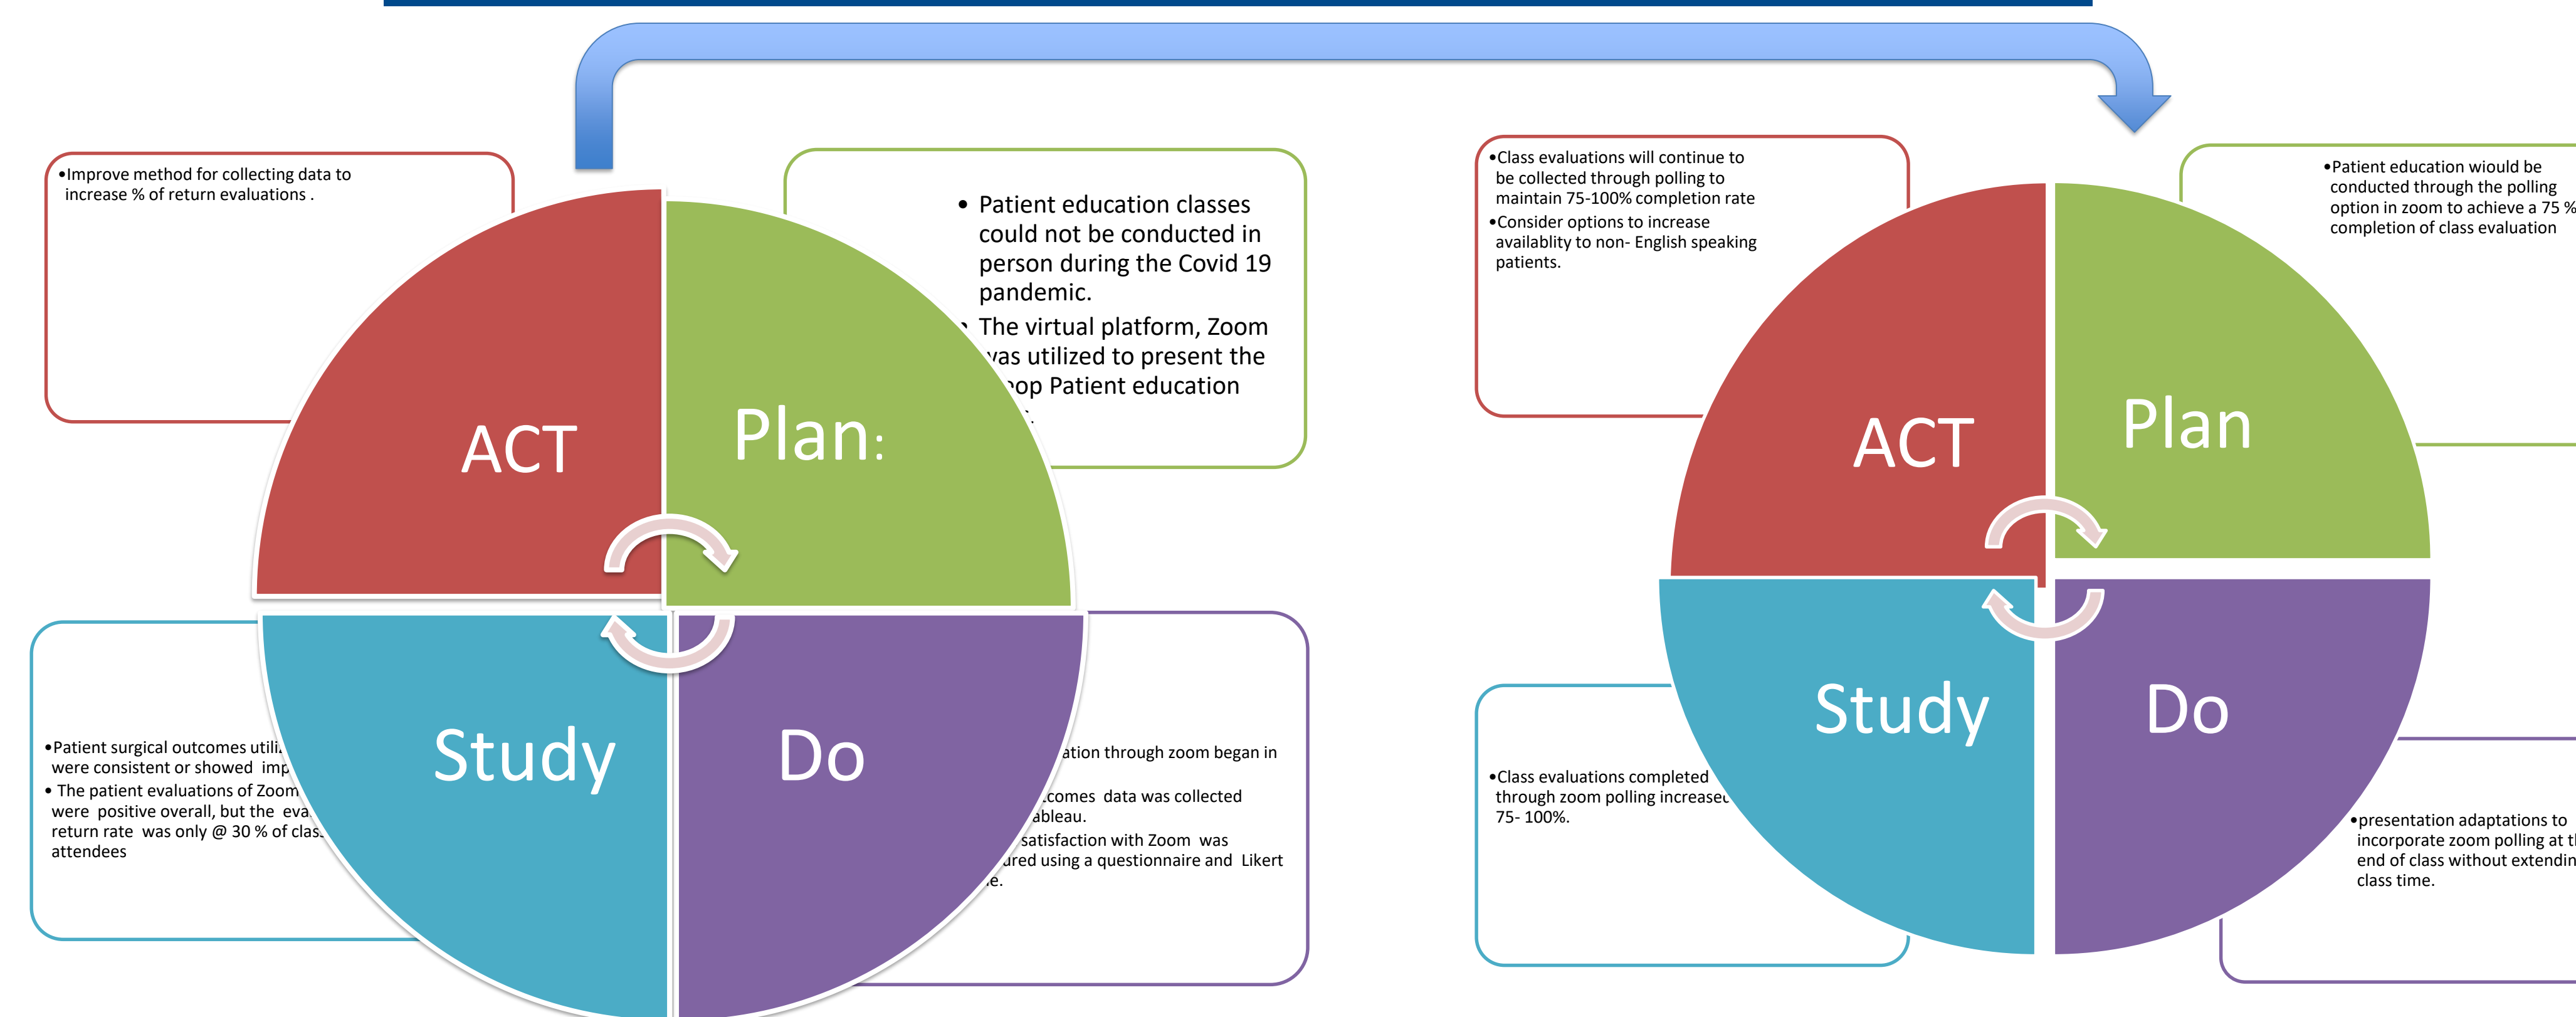 •Improve method for collecting data to
increase % of return evaluations .
ACT
Plan:
• Patient education classes
could not be conducted in
person during the Covid 19
pandemic.
• The virtual platform, Zoom
was utilized to present the
Patient education
Study
•Patient surgical outcomes
were consistent or showed
• The patient evaluations of Zoom
were positive overall, but the
return rate was only @ 30 % of
attendees
Do
through zoom began in
data was collected
satisfaction with Zoom was
using a questionnaire and Likert
•Class evaluations will continue to
be collected through polling to
maintain 75-100% completion rate
•Consider options to increase
availablity to non- English speaking
patients.
ACT
Plan
•Patient education wiould be
conducted through the polling
option in zoom to achieve a 75 %
completion of class evaluation
Study
•Class evaluations completed
through zoom polling increased
75- 100%.
Do
•presentation adaptations to
incorporate zoom polling at
end of class without
class time.